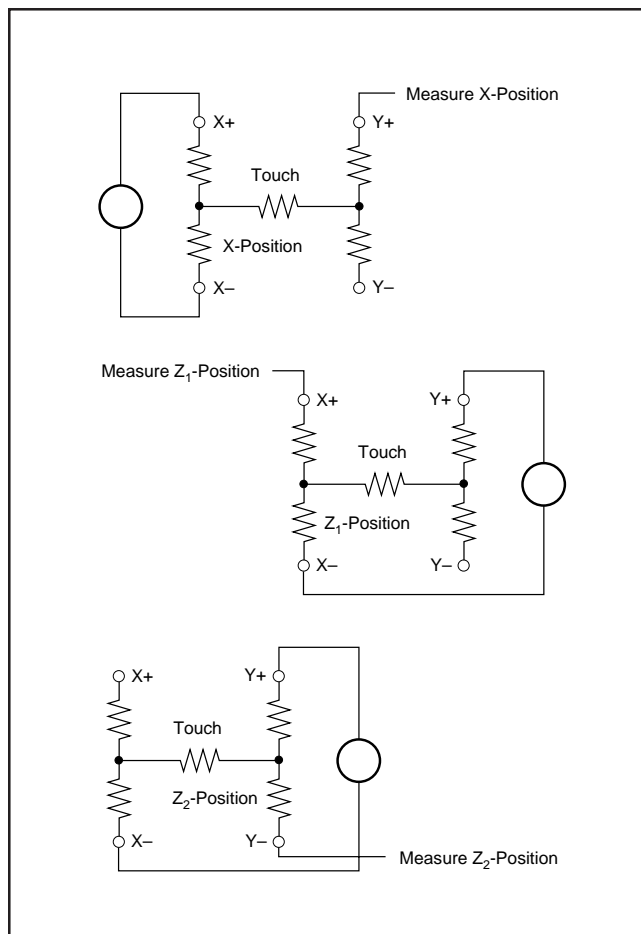 Measure X-Position
X+
Y+
Touch
X-Position
X–
Y–
Measure Z₁-Position
X+
Y+
Touch
Z₁-Position
X–
Y–
X+
Y+
Touch
Z₂-Position
X–
Y–
Measure Z₂-Position